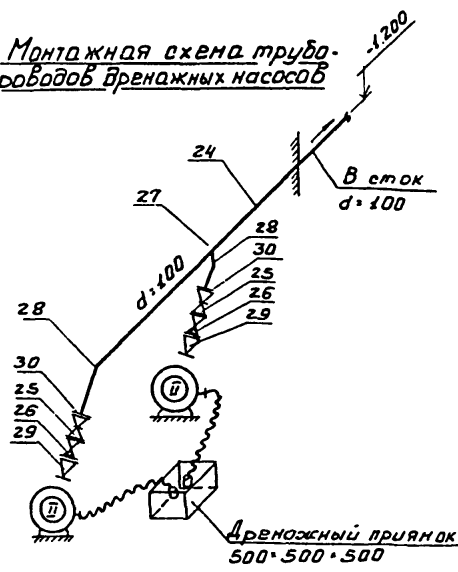 Монтажная схема трубо-
роводов дренажных насосов
-1.200
24
В сток
d=100
27
28
30
25
26
29
d=100
28
30
25
26
29
II
II
Дренажный приямок
500×500×500